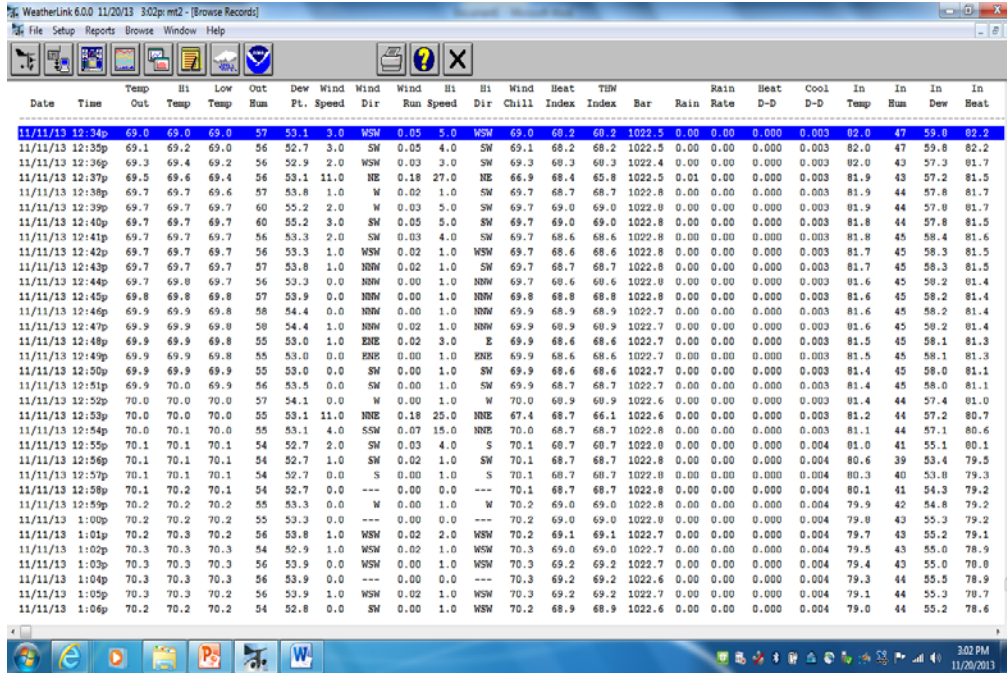 WeatherLink 6.0.0 11/20/13 3:02p: mt2 - [Browse Records]
File Setup Reports Browse Window Help
Temp Hi Low Out Dew Wind Wind Wind Hi Hi Wind Heat THW Rain Heat Cool In In In In
Date Time Out Temp Temp Hum Pt. Speed Dir Run Speed Dir Chill Index Index Bar Rain Rate D-D D-D Temp Hum Dew Heat
11/11/13 12:34p 69.0 69.0 69.0 57 53.1 3.0 WSW 0.05 5.0 WSW 69.0 68.2 68.2 1022.5 0.00 0.00 0.000 0.003 82.0 47 59.8 82.2
11/11/13 12:35p 69.1 69.2 69.0 56 52.7 3.0 SW 0.05 4.0 SW 69.1 68.2 68.2 1022.5 0.00 0.00 0.000 0.003 82.0 47 59.8 82.2
11/11/13 12:36p 69.3 69.4 69.2 56 52.9 2.0 WSW 0.03 3.0 SW 69.3 68.3 68.3 1022.4 0.00 0.00 0.000 0.003 82.0 43 57.3 81.7
11/11/13 12:37p 69.5 69.6 69.4 56 53.1 11.0 NE 0.18 27.0 NE 66.9 68.4 65.8 1022.5 0.01 0.00 0.000 0.003 81.9 43 57.2 81.5
11/11/13 12:38p 69.7 69.7 69.6 57 53.8 1.0 W 0.02 1.0 SW 69.7 68.7 68.7 1022.8 0.00 0.00 0.000 0.003 81.9 44 57.8 81.7
11/11/13 12:39p 69.7 69.7 69.7 60 55.2 2.0 W 0.03 5.0 SW 69.7 69.0 69.0 1022.8 0.00 0.00 0.000 0.003 81.9 44 57.8 81.7
11/11/13 12:40p 69.7 69.7 69.7 60 55.2 3.0 SW 0.05 5.0 SW 69.7 69.0 69.0 1022.8 0.00 0.00 0.000 0.003 81.8 44 57.8 81.5
11/11/13 12:41p 69.7 69.7 69.7 56 53.3 2.0 SW 0.03 4.0 SW 69.7 68.6 68.6 1022.8 0.00 0.00 0.000 0.003 81.8 45 58.4 81.6
11/11/13 12:42p 69.7 69.7 69.7 56 53.3 1.0 WSW 0.02 1.0 WSW 69.7 68.6 68.6 1022.8 0.00 0.00 0.000 0.003 81.7 45 58.3 81.5
11/11/13 12:43p 69.7 69.7 69.7 57 53.8 1.0 NNW 0.02 1.0 SW 69.7 68.7 68.7 1022.8 0.00 0.00 0.000 0.003 81.7 45 58.3 81.5
11/11/13 12:44p 69.7 69.8 69.7 56 53.3 0.0 NNW 0.00 1.0 NNW 69.7 68.6 68.6 1022.8 0.00 0.00 0.000 0.003 81.6 45 58.2 81.4
11/11/13 12:45p 69.8 69.8 69.8 57 53.9 0.0 NNW 0.00 1.0 NNW 69.8 68.8 68.8 1022.8 0.00 0.00 0.000 0.003 81.6 45 58.2 81.4
11/11/13 12:46p 69.9 69.9 69.8 58 54.4 0.0 NNW 0.00 1.0 NNW 69.9 68.9 68.9 1022.7 0.00 0.00 0.000 0.003 81.6 45 58.2 81.4
11/11/13 12:47p 69.9 69.9 69.8 58 54.4 1.0 NNW 0.02 1.0 NNW 69.9 68.9 68.9 1022.7 0.00 0.00 0.000 0.003 81.6 45 58.2 81.4
11/11/13 12:48p 69.9 69.9 69.8 55 53.0 1.0 ENE 0.02 3.0 E 69.9 68.6 68.6 1022.7 0.00 0.00 0.000 0.003 81.5 45 58.1 81.3
11/11/13 12:49p 69.9 69.9 69.8 55 53.0 0.0 ENE 0.00 1.0 ENE 69.9 68.6 68.6 1022.7 0.00 0.00 0.000 0.003 81.5 45 58.1 81.3
11/11/13 12:50p 69.9 69.9 69.9 55 53.0 0.0 SW 0.00 1.0 SW 69.9 68.6 68.6 1022.7 0.00 0.00 0.000 0.003 81.4 45 58.0 81.1
11/11/13 12:51p 69.9 70.0 69.9 56 53.5 0.0 SW 0.00 1.0 SW 69.9 68.7 68.7 1022.7 0.00 0.00 0.000 0.003 81.4 45 58.0 81.1
11/11/13 12:52p 70.0 70.0 70.0 57 54.1 0.0 W 0.00 1.0 W 70.0 68.9 68.9 1022.6 0.00 0.00 0.000 0.003 81.4 44 57.4 81.0
11/11/13 12:53p 70.0 70.0 70.0 55 53.1 11.0 NNE 0.18 25.0 NNE 67.4 68.7 66.1 1022.6 0.00 0.00 0.000 0.003 81.2 44 57.2 80.7
11/11/13 12:54p 70.0 70.1 70.0 55 53.1 4.0 SSW 0.07 15.0 NNE 70.0 68.7 68.7 1022.8 0.00 0.00 0.000 0.003 81.1 44 57.1 80.6
11/11/13 12:55p 70.1 70.1 70.1 54 52.7 2.0 SW 0.03 4.0 S 70.1 68.7 68.7 1022.8 0.00 0.00 0.000 0.004 81.0 41 55.1 80.1
11/11/13 12:56p 70.1 70.1 70.1 54 52.7 1.0 SW 0.02 1.0 SW 70.1 68.7 68.7 1022.8 0.00 0.00 0.000 0.004 80.6 39 53.4 79.5
11/11/13 12:57p 70.1 70.1 70.1 54 52.7 0.0 S 0.00 1.0 S 70.1 68.7 68.7 1022.8 0.00 0.00 0.000 0.004 80.3 40 53.8 79.3
11/11/13 12:58p 70.1 70.2 70.1 54 52.7 0.0 --- 0.00 0.0 --- 70.1 68.7 68.7 1022.8 0.00 0.00 0.000 0.004 80.1 41 54.3 79.2
11/11/13 12:59p 70.2 70.2 70.2 55 53.3 0.0 W 0.00 1.0 W 70.2 69.0 69.0 1022.8 0.00 0.00 0.000 0.004 79.9 42 54.8 79.2
11/11/13 1:00p 70.2 70.2 70.2 55 53.3 0.0 --- 0.00 0.0 --- 70.2 69.0 69.0 1022.8 0.00 0.00 0.000 0.004 79.8 43 55.3 79.2
11/11/13 1:01p 70.2 70.3 70.2 56 53.8 1.0 WSW 0.02 2.0 WSW 70.2 69.1 69.1 1022.7 0.00 0.00 0.000 0.004 79.7 43 55.2 79.1
11/11/13 1:02p 70.3 70.3 70.3 54 52.9 1.0 WSW 0.02 1.0 WSW 70.3 69.0 69.0 1022.7 0.00 0.00 0.000 0.004 79.5 43 55.0 78.9
11/11/13 1:03p 70.3 70.3 70.3 56 53.9 0.0 WSW 0.00 1.0 WSW 70.3 69.2 69.2 1022.7 0.00 0.00 0.000 0.004 79.4 43 55.0 78.8
11/11/13 1:04p 70.3 70.3 70.3 56 53.9 0.0 --- 0.00 0.0 --- 70.3 69.2 69.2 1022.6 0.00 0.00 0.000 0.004 79.3 44 55.5 78.9
11/11/13 1:05p 70.3 70.3 70.2 56 53.9 1.0 WSW 0.02 1.0 WSW 70.3 69.2 69.2 1022.7 0.00 0.00 0.000 0.004 79.1 44 55.3 78.7
11/11/13 1:06p 70.2 70.2 70.2 54 52.8 0.0 SW 0.00 1.0 WSW 70.2 68.9 68.9 1022.6 0.00 0.00 0.000 0.004 79.0 44 55.2 78.6
3:02 PM
11/20/2013